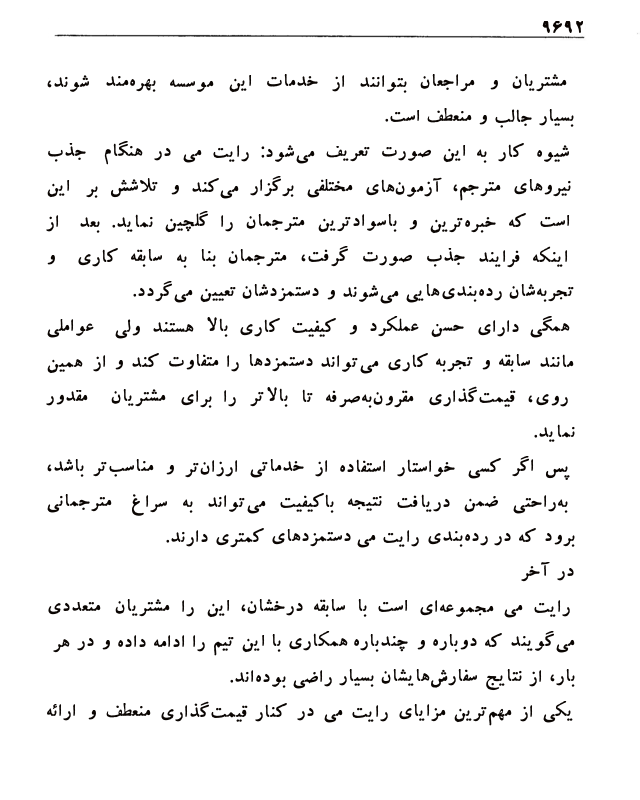 ۹۶۹۲
مشتریان و مراجعان بتوانند از خدمات این موسسه بهره‌مند شوند،
بسیار جالب و منعطف است.
شیوه کار به این صورت تعریف می‌شود: رایت می در هنگام جذب
نیروهای مترجم، آزمون‌های مختلفی برگزار می‌کند و تلاشش بر این
است که خبره‌ترین و باسوادترین مترجمان را گلچین نماید. بعد از
اینکه فرایند جذب صورت گرفت، مترجمان بنا به سابقه کاری و
تجربه‌شان رده‌بندی‌هایی می‌شوند و دستمزدشان تعیین می‌گردد.
همگی دارای حسن عملکرد و کیفیت کاری بالا هستند ولی عواملی
مانند سابقه و تجربه کاری می‌تواند دستمزدها را متفاوت کند و از همین
روی، قیمت‌گذاری مقرون‌به‌صرفه تا بالاتر را برای مشتریان مقدور
نماید.
پس اگر کسی خواستار استفاده از خدماتی ارزان‌تر و مناسب‌تر باشد،
به‌راحتی ضمن دریافت نتیجه باکیفیت می‌تواند به سراغ مترجمانی
برود که در رده‌بندی رایت می دستمزدهای کمتری دارند.
در آخر
رایت می مجموعه‌ای است با سابقه درخشان، این را مشتریان متعددی
می‌گویند که دوباره و چندباره همکاری با این تیم را ادامه داده و در هر
بار، از نتایج سفارش‌هایشان بسیار راضی بوده‌اند.
یکی از مهم‌ترین مزایای رایت می در کنار قیمت‌گذاری منعطف و ارائه